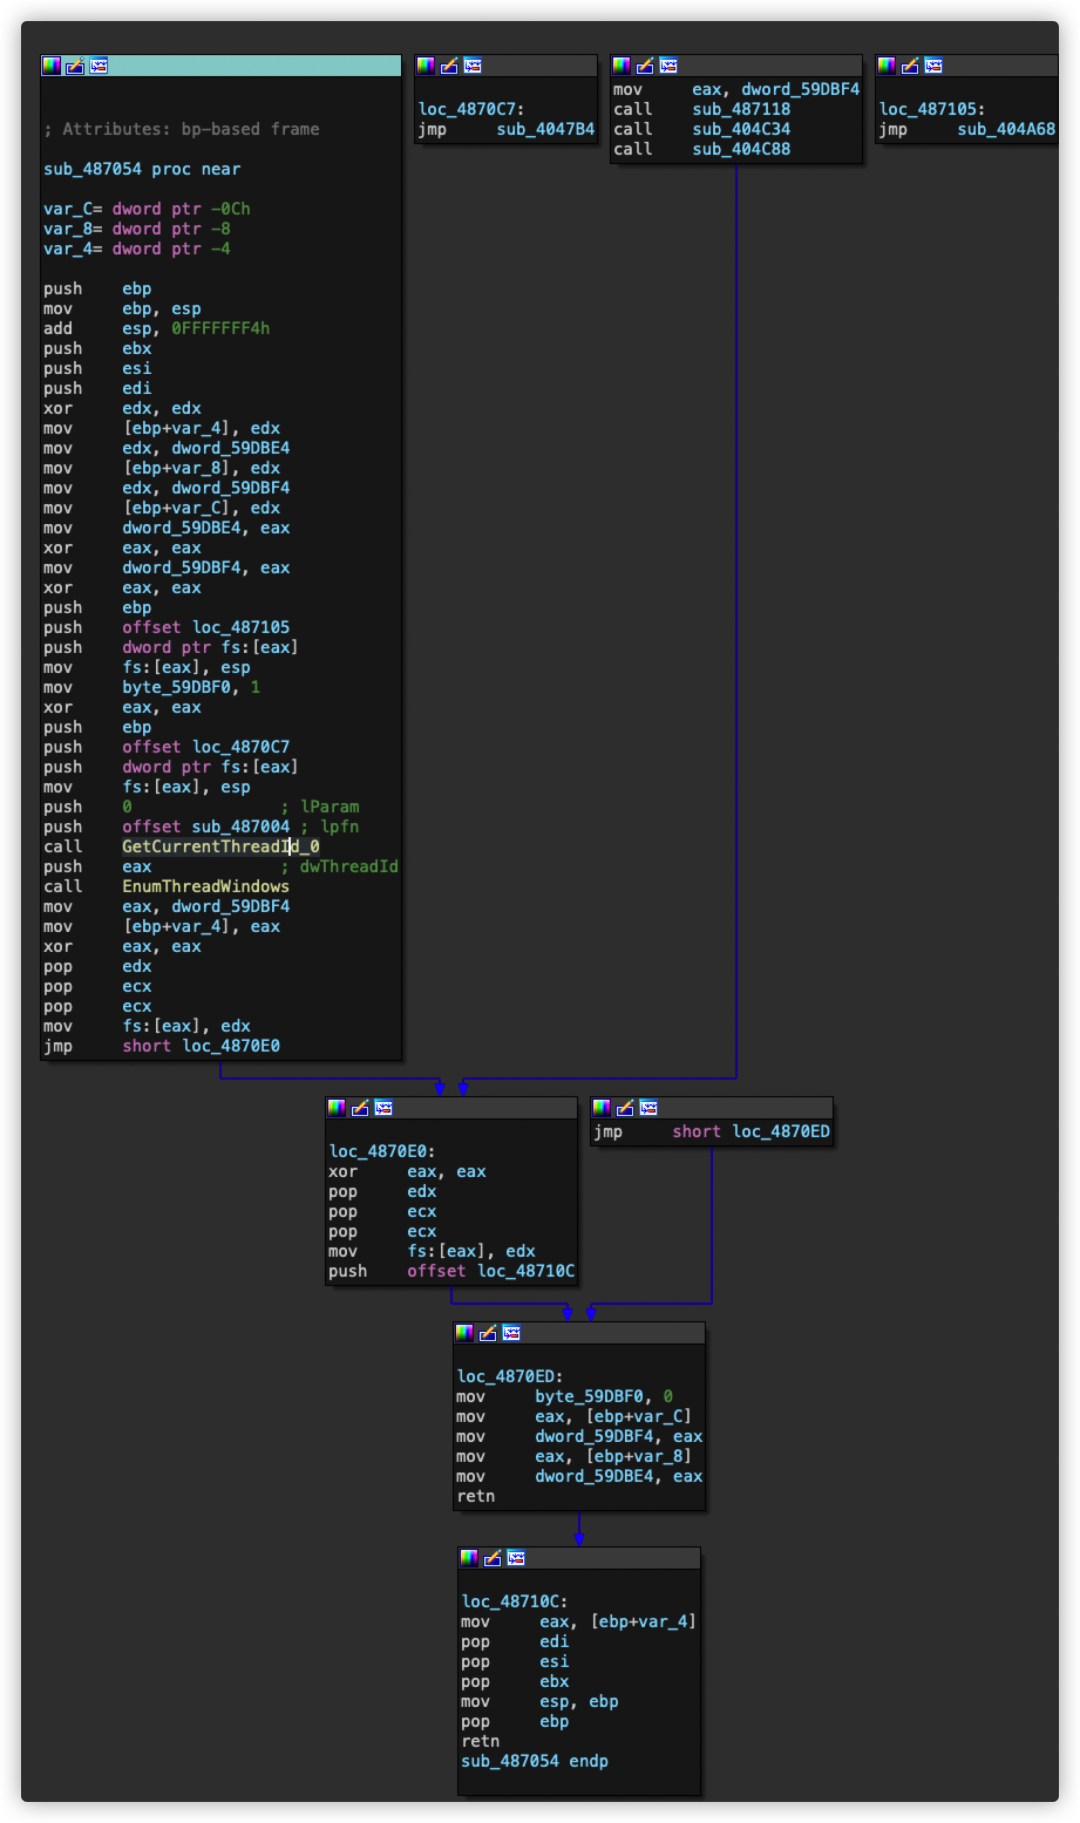 ; Attributes: bp-based frame
sub_487054 proc near
var_C= dword ptr -0Ch
var_8= dword ptr -8
var_4= dword ptr -4
push ebp
mov ebp, esp
add esp, 0FFFFFFF4h
push ebx
push esi
push edi
xor edx, edx
mov [ebp+var_4], edx
mov edx, dword_59DBE4
mov [ebp+var_8], edx
mov edx, dword_59DBF4
mov [ebp+var_C], edx
mov dword_59DBE4, eax
xor eax, eax
mov dword_59DBF4, eax
xor eax, eax
push ebp
push offset loc_487105
push dword ptr fs:[eax]
mov fs:[eax], esp
mov byte_59DBF0, 1
xor eax, eax
push ebp
push offset loc_4870C7
push dword ptr fs:[eax]
mov fs:[eax], esp
push 0 ; lParam
push offset sub_487004 ; lpfn
call GetCurrentThreadId_0
push eax ; dwThreadId
call EnumThreadWindows
mov eax, dword_59DBF4
mov [ebp+var_4], eax
xor eax, eax
pop edx
pop ecx
pop ecx
mov fs:[eax], edx
jmp short loc_4870E0
loc_4870C7:
jmp sub_4047B4
mov eax, dword_59DBF4
call sub_487118
call sub_404C34
call sub_404C88
loc_487105:
jmp sub_404A68
loc_4870E0:
xor eax, eax
pop edx
pop ecx
pop ecx
mov fs:[eax], edx
push offset loc_48710C
jmp short loc_4870ED
loc_4870ED:
mov byte_59DBF0, 0
mov eax, [ebp+var_C]
mov dword_59DBF4, eax
mov eax, [ebp+var_8]
mov dword_59DBE4, eax
retn
loc_48710C:
mov eax, [ebp+var_4]
pop edi
pop esi
pop ebx
mov esp, ebp
pop ebp
retn
sub_487054 endp